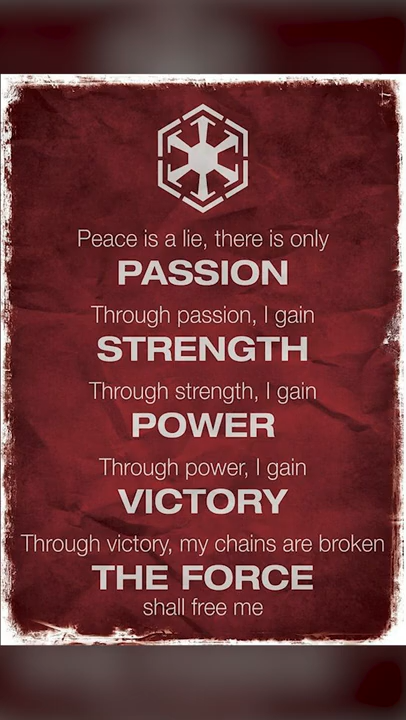 Peace is a lie, there is only
PASSION
Through passion, I gain
STRENGTH
Through strength, I gain
POWER
Through power, I gain
VICTORY
Through victory, my chains are broken
THE FORCE
shall free me